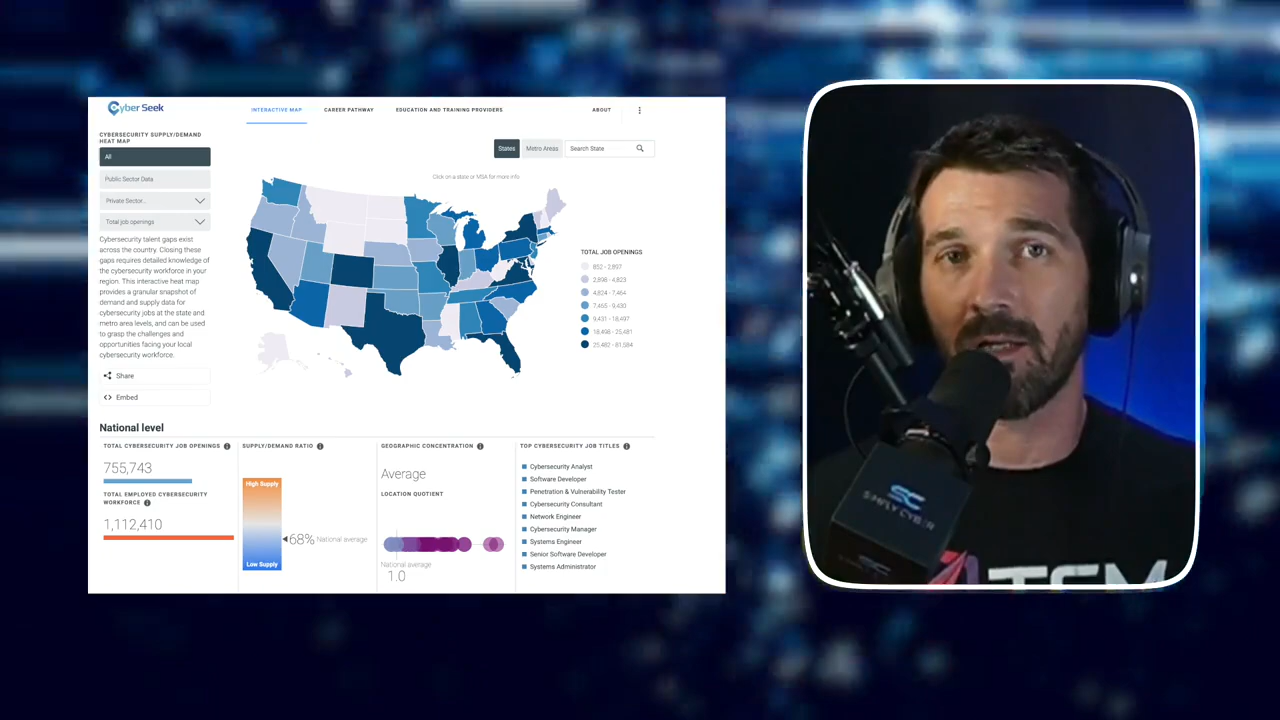 Cyber Seek
INTERACTIVE MAP
CAREER PATHWAY
EDUCATION AND TRAINING PROVIDERS
ABOUT
CYBERSECURITY SUPPLY/DEMAND
HEAT MAP
All
Public Sector Data
Private Sector...
Total job openings
Cybersecurity talent gaps exist
across the country. Closing these
gaps requires detailed knowledge of
the cybersecurity workforce in your
region. This interactive heat map
provides a granular snapshot of
demand and supply data for
cybersecurity jobs at the state and
metro area levels, and can be used
to grasp the challenges and
opportunities facing your local
cybersecurity workforce.
Share
Embed
States
Metro Areas
Search State
Click on a state or MSA for more info
TOTAL JOB OPENINGS
852 - 2,897
2,898 - 4,823
4,824 - 7,454
7,455 - 9,430
9,431 - 18,497
18,498 - 25,481
25,482 - 81,584
National level
TOTAL CYBERSECURITY JOB OPENINGS
755,743
TOTAL EMPLOYED CYBERSECURITY
WORKFORCE
1,112,410
SUPPLY/DEMAND RATIO
High Supply
68% National average
Low Supply
GEOGRAPHIC CONCENTRATION
Average
LOCATION QUOTIENT
National average
1.0
TOP CYBERSECURITY JOB TITLES
Cybersecurity Analyst
Software Developer
Penetration & Vulnerability Tester
Cybersecurity Consultant
Network Engineer
Cybersecurity Manager
Systems Engineer
Senior Software Developer
Systems Administrator
SC
SIMPLY CYBER